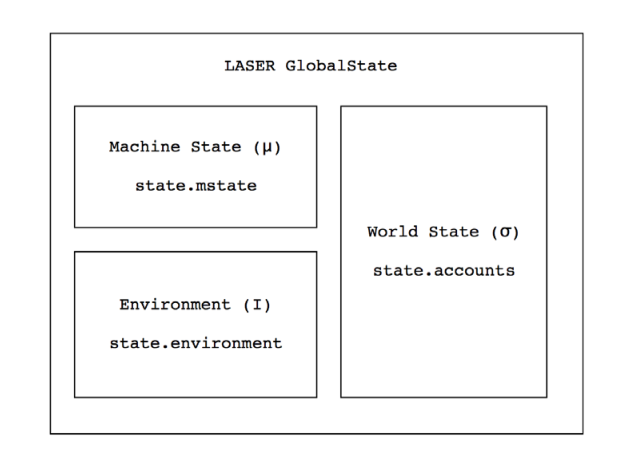 LASER GlobalState
Machine State (μ)
state.mstate
Environment (I)
state.environment
World State (σ)
state.accounts